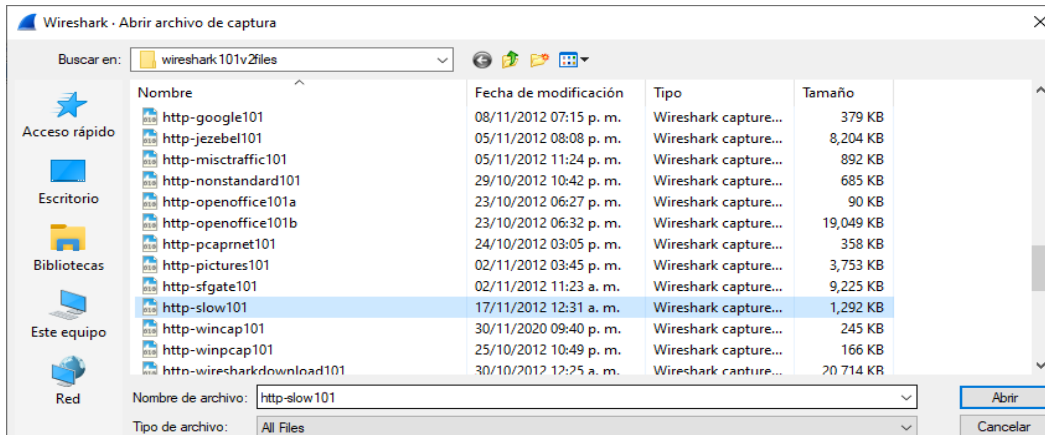 Wireshark · Abrir archivo de captura
Buscar en: wireshark101v2files
Nombre Fecha de modificación Tipo Tamaño
http-google101 08/11/2012 07:15 p. m. Wireshark capture... 379 KB
http-jezebel101 05/11/2012 08:08 p. m. Wireshark capture... 8,204 KB
http-misctraffic101 05/11/2012 11:24 p. m. Wireshark capture... 892 KB
http-nonstandard101 29/10/2012 10:42 p. m. Wireshark capture... 685 KB
http-openoffice101a 23/10/2012 06:27 p. m. Wireshark capture... 90 KB
http-openoffice101b 23/10/2012 06:32 p. m. Wireshark capture... 19,049 KB
http-pcaprnet101 24/10/2012 03:05 p. m. Wireshark capture... 358 KB
http-pictures101 02/11/2012 03:45 p. m. Wireshark capture... 3,753 KB
http-sfgate101 02/11/2012 11:23 a. m. Wireshark capture... 9,225 KB
http-slow101 17/11/2012 12:31 a. m. Wireshark capture... 1,292 KB
http-wincap101 30/11/2020 09:40 p. m. Wireshark capture... 245 KB
http-winpcap101 25/10/2012 10:49 p. m. Wireshark capture... 166 KB
http-wiresharkdownload101 30/10/2012 12:25 a. m. Wireshark capture... 20,714 KB
Acceso rápido
Escritorio
Bibliotecas
Este equipo
Red
Nombre de archivo: http-slow101 Abrir
Tipo de archivo: All Files Cancelar